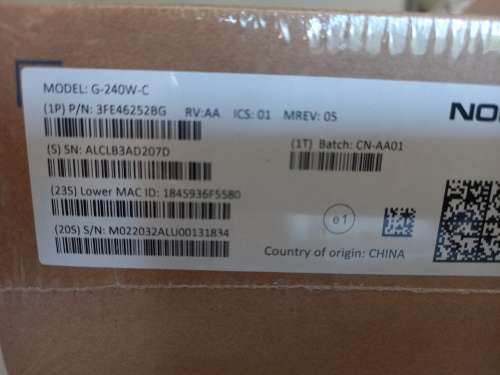 MODEL: G-240W-C
(1P) P/N: 3FE46252BG RV:AA ICS: 01 MREV: 05
NO
(S) SN: ALCLB3AD207D
(1T) Batch: CN-AA01
(23S) Lower MAC ID: 1845936F5580
e1
(20S) S/N: M022032ALU00131834
Country of origin: CHINA